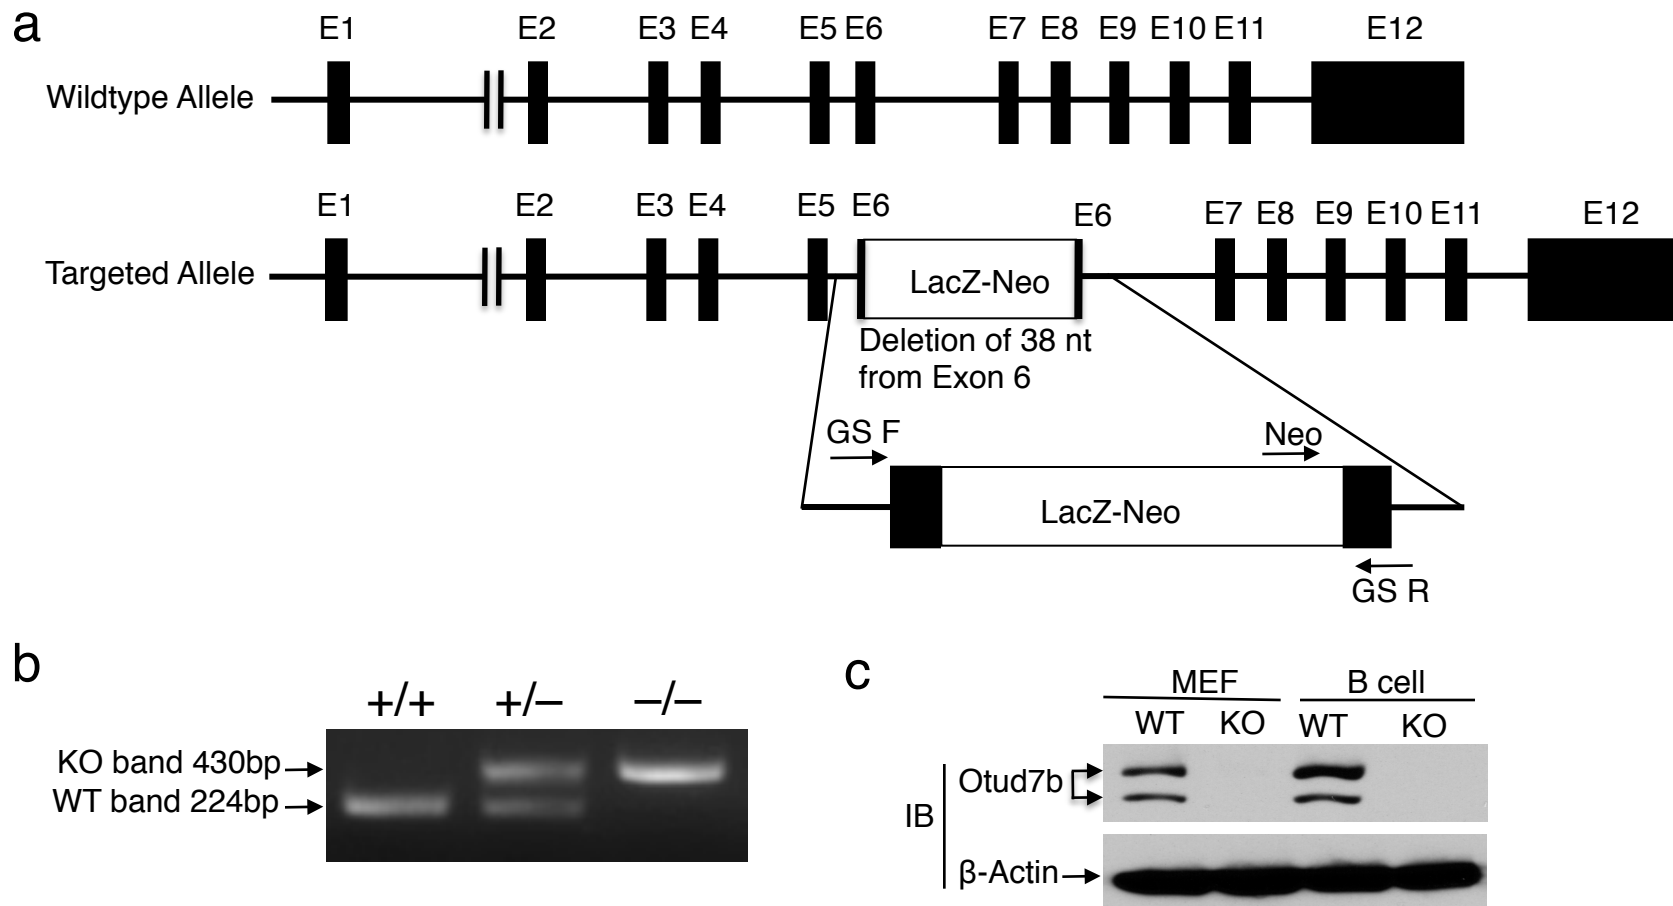 a
E1 E2 E3 E4 E5 E6 E7 E8 E9 E10 E11 E12
Wildtype Allele
E1 E2 E3 E4 E5 E6 E6 E7 E8 E9 E10 E11 E12
Targeted Allele
LacZ-Neo
Deletion of 38 nt
from Exon 6
GS F
Neo
LacZ-Neo
GS R
b
+/+ +/– –/–
KO band 430bp
WT band 224bp
c
MEF B cell
WT KO WT KO
Otud7b
IB
β-Actin